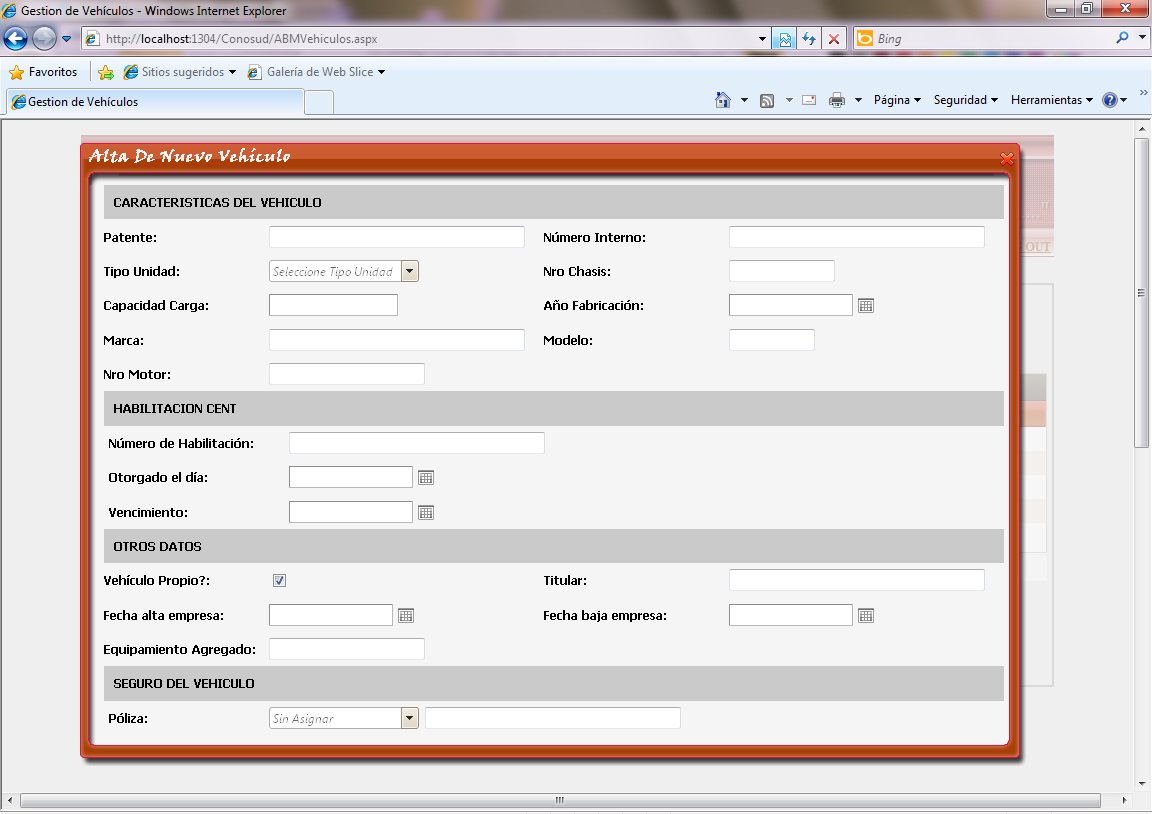 Gestion de Vehículos - Windows Internet Explorer
http://localhost:1304/Conosud/ABMVehiculos.aspx
Bing
Favoritos
Sitios sugeridos
Galería de Web Slice
Gestion de Vehículos
Página
Seguridad
Herramientas
»
Alta De Nuevo Vehículo
OUT
CARACTERISTICAS DEL VEHICULO
Patente:
Número Interno:
Tipo Unidad:
Seleccione Tipo Unidad
Nro Chasis:
Capacidad Carga:
Año Fabricación:
Marca:
Modelo:
Nro Motor:
HABILITACION CENT
Número de Habilitación:
Otorgado el día:
Vencimiento:
OTROS DATOS
Vehículo Propio?:
Titular:
Fecha alta empresa:
Fecha baja empresa:
Equipamiento Agregado:
SEGURO DEL VEHICULO
Póliza:
Sin Asignar